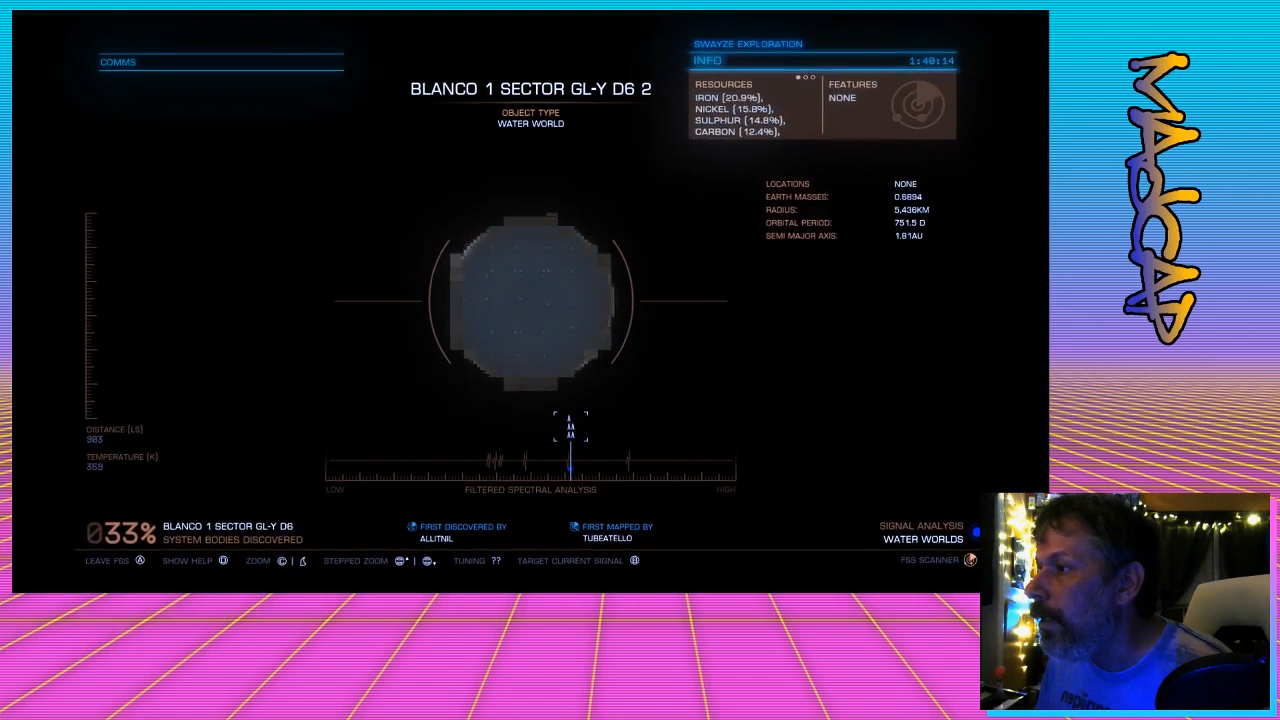 COMMS
SWAYZE EXPLORATION
INFO 1:40:14
RESOURCES
IRON (20.9%),
NICKEL (15.8%),
SULPHUR (14.8%),
CARBON (12.4%),
FEATURES
NONE
BLANCO 1 SECTOR GL-Y D6 2
OBJECT TYPE
WATER WORLD
LOCATIONS NONE
EARTH MASSES: 0.6894
RADIUS: 5,436KM
ORBITAL PERIOD: 751.5 D
SEMI MAJOR AXIS: 1.81AU
DISTANCE (LS)
903
TEMPERATURE (K)
359
LOW FILTERED SPECTRAL ANALYSIS HIGH
033% BLANCO 1 SECTOR GL-Y D6
SYSTEM BODIES DISCOVERED
FIRST DISCOVERED BY
ALLITNIL
FIRST MAPPED BY
TUBEATELLO
SIGNAL ANALYSIS
WATER WORLDS
LEAVE FSS A SHOW HELP ZOOM | STEPPED ZOOM | TUNING ?? TARGET CURRENT SIGNAL FSS SCANNER
MADCAD